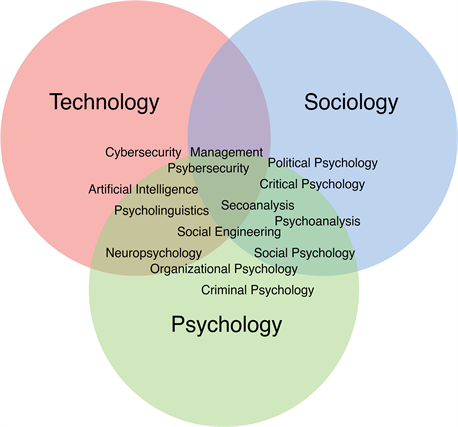 Technology
Sociology
Cybersecurity
Management
Psybersecurity
Political Psychology
Artificial Intelligence
Critical Psychology
Psycholinguistics
Secoanalysis
Psychoanalysis
Social Engineering
Neuropsychology
Social Psychology
Organizational Psychology
Criminal Psychology
Psychology